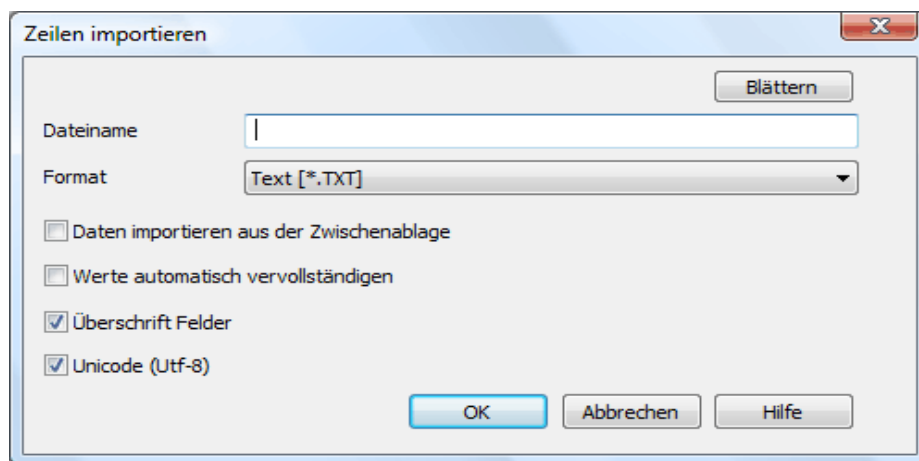 Zeilen importieren
Blättern
Dateiname
Format Text [*.TXT]
Daten importieren aus der Zwischenablage
Werte automatisch vervollständigen
Überschrift Felder
Unicode (Utf-8)
OK Abbrechen Hilfe